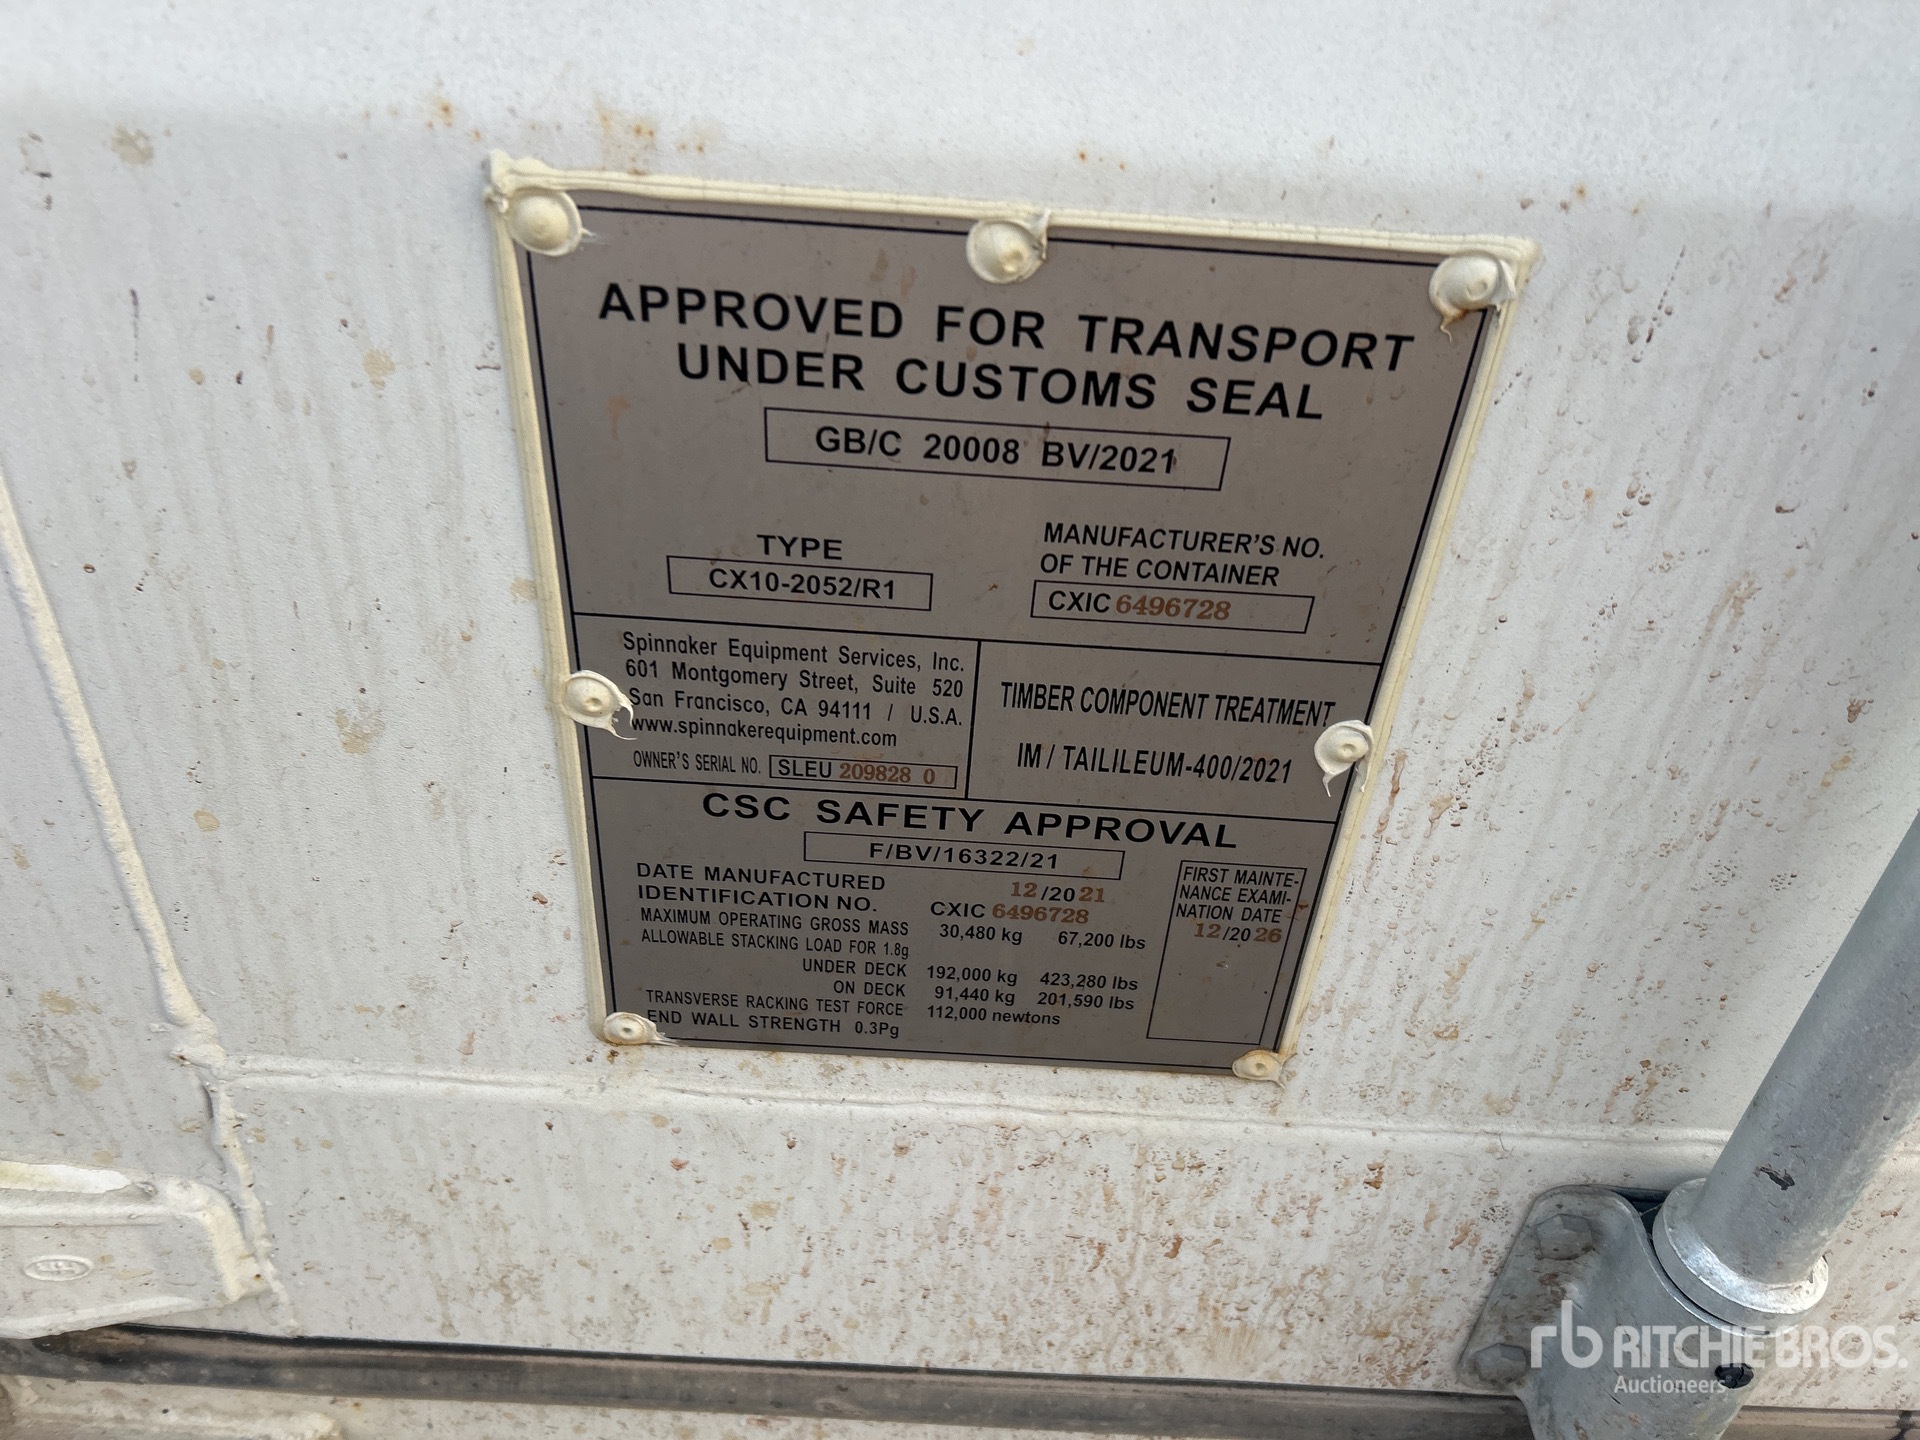 APPROVED FOR TRANSPORT
UNDER CUSTOMS SEAL
GB/C 20008 BV/2021
TYPE
CX10-2052/R1
MANUFACTURER'S NO.
OF THE CONTAINER
CXIC 6496728
Spinnaker Equipment Services, Inc.
601 Montgomery Street, Suite 520
San Francisco, CA 94111 / U.S.A.
www.spinnakerequipment.com
OWNER'S SERIAL NO. SLEU 209828 0
TIMBER COMPONENT TREATMENT
IM / TAILILEUM-400/2021
CSC SAFETY APPROVAL
F/BV/16322/21
DATE MANUFACTURED 12/2021
IDENTIFICATION NO. CXIC 6496728
MAXIMUM OPERATING GROSS MASS 30,480 kg 67,200 lbs
ALLOWABLE STACKING LOAD FOR 1.8g
UNDER DECK 192,000 kg 423,280 lbs
ON DECK 91,440 kg 201,590 lbs
TRANSVERSE RACKING TEST FORCE 112,000 newtons
END WALL STRENGTH 0.3Pg
FIRST MAINTE-
NANCE EXAMI-
NATION DATE
12/2026
rb RITCHIE BROS.
Auctioneers